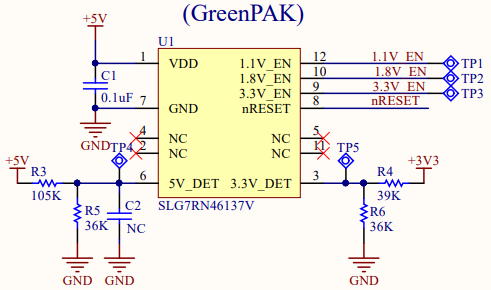 (GreenPAK)
+5V
U1
1 VDD 1.1V_EN 12 1.1V_EN TP1
C1 1.8V_EN 10 1.8V_EN TP2
0.1uF 3.3V_EN 9 3.3V_EN TP3
7 GND nRESET 8 nRESET
GND
4 NC NC 5
TP4 2 NC NC 11 TP5
+5V R3 6 5V_DET 3.3V_DET 3 R4 +3V3
105K SLG7RN46137V 39K
R5 C2 R6
36K NC 36K
GND GND GND